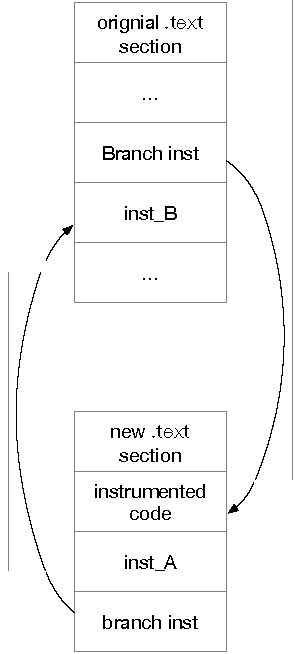 orignial .text
section
...
Branch inst
inst_B
...
new .text
section
instrumented
code
inst_A
branch inst